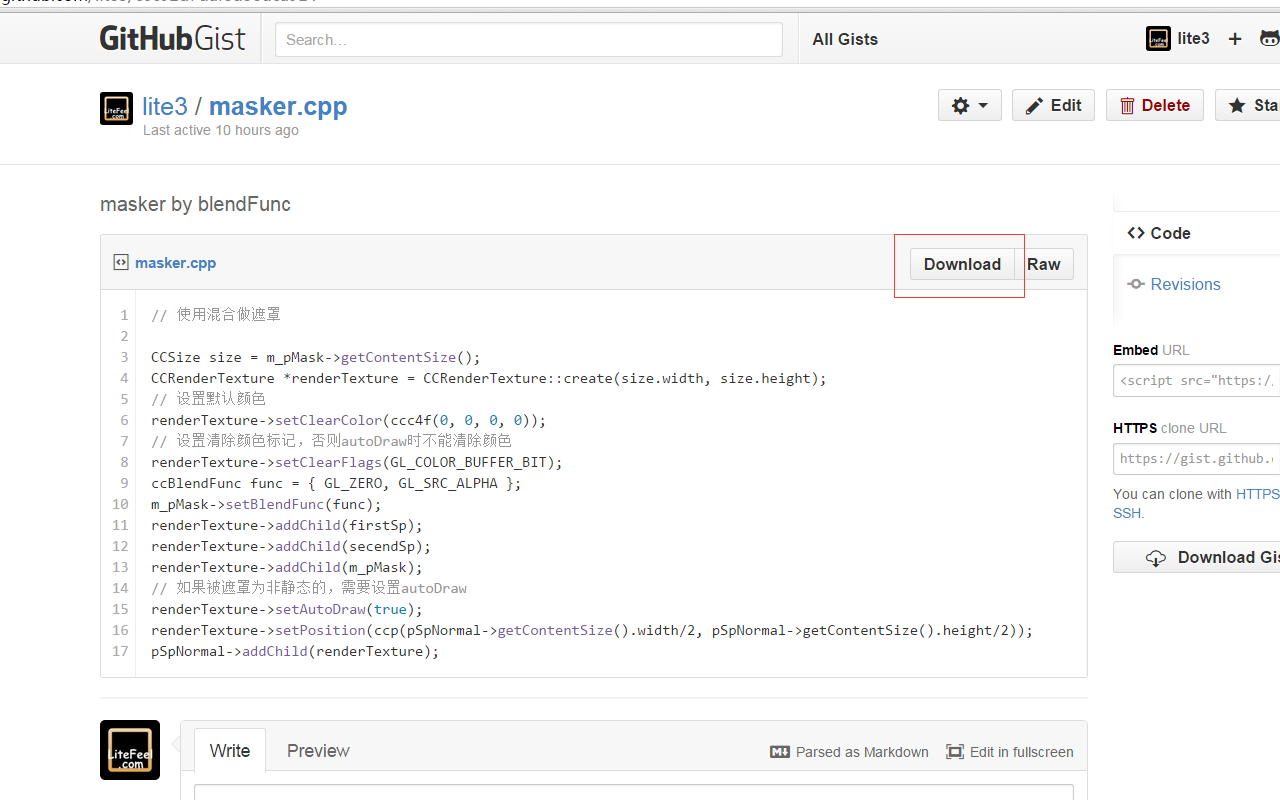 GitHub Gist
Search…
All Gists
lite3
lite3 / masker.cpp
Last active 10 hours ago
Edit
Delete
Sta
masker by blendFunc
masker.cpp
Download
Raw
1 // 使用混合做遮罩
2
3 CCSize size = m_pMask->getContentSize();
4 CCRenderTexture *renderTexture = CCRenderTexture::create(size.width, size.height);
5 // 设置默认颜色
6 renderTexture->setClearColor(ccc4f(0, 0, 0, 0));
7 // 设置清除颜色标记，否则autoDraw时不能清除颜色
8 renderTexture->setClearFlags(GL_COLOR_BUFFER_BIT);
9 ccBlendFunc func = { GL_ZERO, GL_SRC_ALPHA };
10 m_pMask->setBlendFunc(func);
11 renderTexture->addChild(firstSp);
12 renderTexture->addChild(secendSp);
13 renderTexture->addChild(m_pMask);
14 // 如果被遮罩为非静态的，需要设置autoDraw
15 renderTexture->setAutoDraw(true);
16 renderTexture->setPosition(ccp(pSpNormal->getContentSize().width/2, pSpNormal->getContentSize().height/2));
17 pSpNormal->addChild(renderTexture);
Code
Revisions
Embed URL
<script src="https:/
HTTPS clone URL
https://gist.github.
You can clone with HTTPS
SSH.
Download Gis
LiteFeel
.com
Write
Preview
Parsed as Markdown
Edit in fullscreen